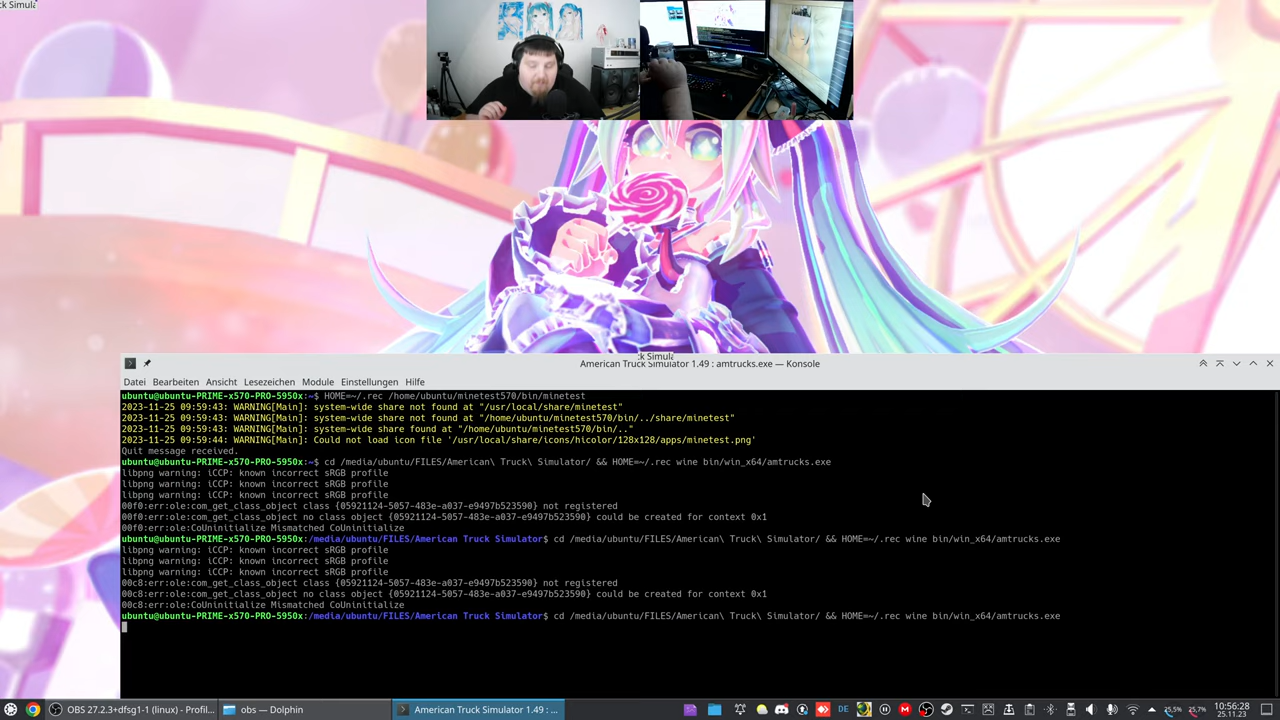 ck Simula
ck Simula
American Truck Simulator 1.49 : amtrucks.exe — Konsole
Datei Bearbeiten Ansicht Lesezeichen Module Einstellungen Hilfe
ubuntu@ubuntu-PRIME-x570-PRO-5950x:~$ HOME=~/.rec /home/ubuntu/minetest570/bin/minetest
2023-11-25 09:59:43: WARNING[Main]: system-wide share not found at "/usr/local/share/minetest"
2023-11-25 09:59:43: WARNING[Main]: system-wide share not found at "/home/ubuntu/minetest570/bin/../share/minetest"
2023-11-25 09:59:43: WARNING[Main]: system-wide share found at "/home/ubuntu/minetest570/bin/.."
2023-11-25 09:59:44: WARNING[Main]: Could not load icon file '/usr/local/share/icons/hicolor/128x128/apps/minetest.png'
Quit message received.
ubuntu@ubuntu-PRIME-x570-PRO-5950x:~$ cd /media/ubuntu/FILES/American\ Truck\ Simulator/ && HOME=~/.rec wine bin/win_x64/amtrucks.exe
libpng warning: iCCP: known incorrect sRGB profile
libpng warning: iCCP: known incorrect sRGB profile
libpng warning: iCCP: known incorrect sRGB profile
00f0:err:ole:com_get_class_object class {05921124-5057-483e-a037-e9497b523590} not registered
00f0:err:ole:com_get_class_object no class object {05921124-5057-483e-a037-e9497b523590} could be created for context 0x1
00f0:err:ole:CoUninitialize Mismatched CoUninitialize
ubuntu@ubuntu-PRIME-x570-PRO-5950x:/media/ubuntu/FILES/American Truck Simulator$ cd /media/ubuntu/FILES/American\ Truck\ Simulator/ && HOME=~/.rec wine bin/win_x64/amtrucks.exe
libpng warning: iCCP: known incorrect sRGB profile
libpng warning: iCCP: known incorrect sRGB profile
libpng warning: iCCP: known incorrect sRGB profile
00c8:err:ole:com_get_class_object class {05921124-5057-483e-a037-e9497b523590} not registered
00c8:err:ole:com_get_class_object no class object {05921124-5057-483e-a037-e9497b523590} could be created for context 0x1
00c8:err:ole:CoUninitialize Mismatched CoUninitialize
ubuntu@ubuntu-PRIME-x570-PRO-5950x:/media/ubuntu/FILES/American Truck Simulator$ cd /media/ubuntu/FILES/American\ Truck\ Simulator/ && HOME=~/.rec wine bin/win_x64/amtrucks.exe
OBS 27.2.3+dfsg1-1 (linux) - Profil... obs — Dolphin American Truck Simulator 1.49 : ... DE 25,7% 10:56:28
25.11.23